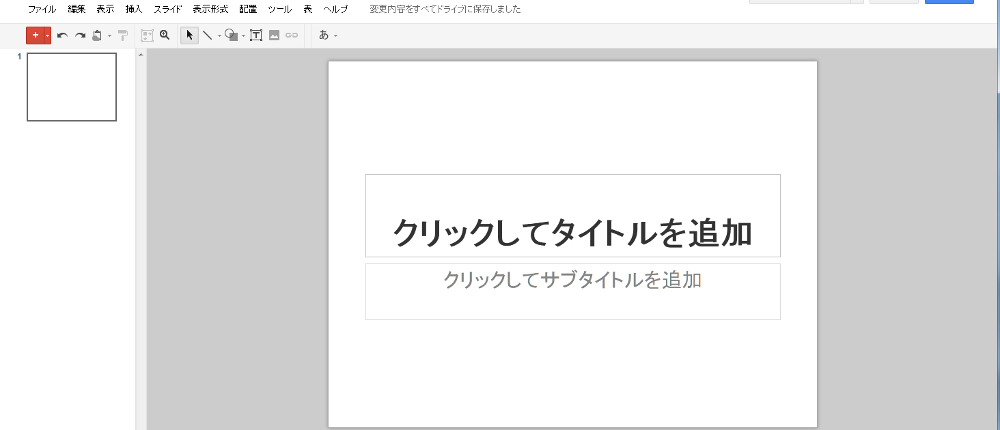 ファイル 編集 表示 挿入 スライド 表示形式 配置 ツール 表 ヘルプ 変更内容をすべてドライブに保存しました
あ
1
クリックしてタイトルを追加
クリックしてサブタイトルを追加